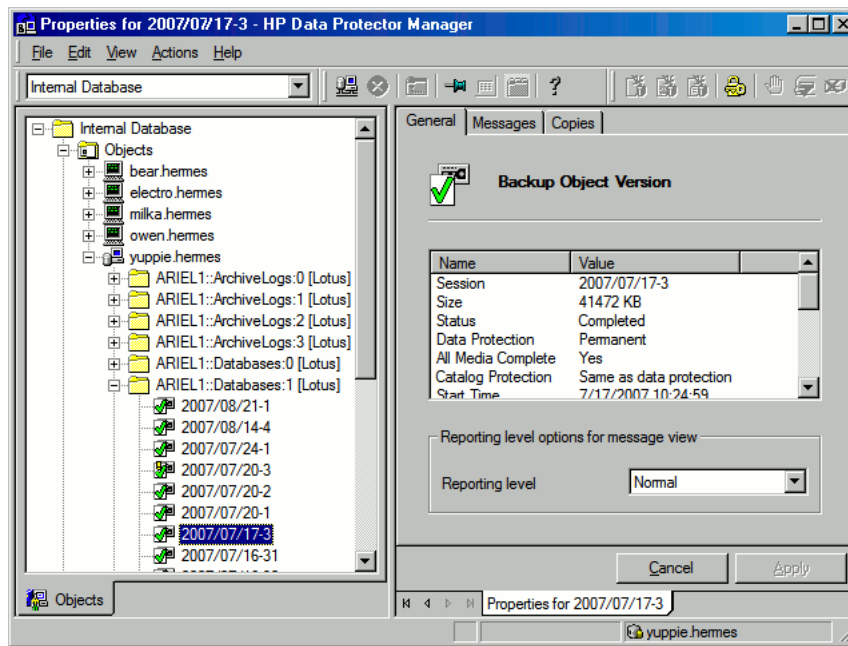 Properties for 2007/07/17-3 - HP Data Protector Manager
File Edit View Actions Help
Internal Database
Internal Database
Objects
bear.hermes
electro.hermes
milka.hermes
owen.hermes
yuppie.hermes
ARIEL1::ArchiveLogs:0 [Lotus]
ARIEL1::ArchiveLogs:1 [Lotus]
ARIEL1::ArchiveLogs:2 [Lotus]
ARIEL1::ArchiveLogs:3 [Lotus]
ARIEL1::Databases:0 [Lotus]
ARIEL1::Databases:1 [Lotus]
2007/08/21-1
2007/08/14-4
2007/07/24-1
2007/07/20-3
2007/07/20-2
2007/07/20-1
2007/07/17-3
2007/07/16-31
Objects
General Messages Copies
Backup Object Version
Name Value
Session 2007/07/17-3
Size 41472 KB
Status Completed
Data Protection Permanent
All Media Complete Yes
Catalog Protection Same as data protection
Start Time 7/17/2007 10:24:59
Reporting level options for message view
Reporting level Normal
Cancel Apply
Properties for 2007/07/17-3
yuppie.hermes